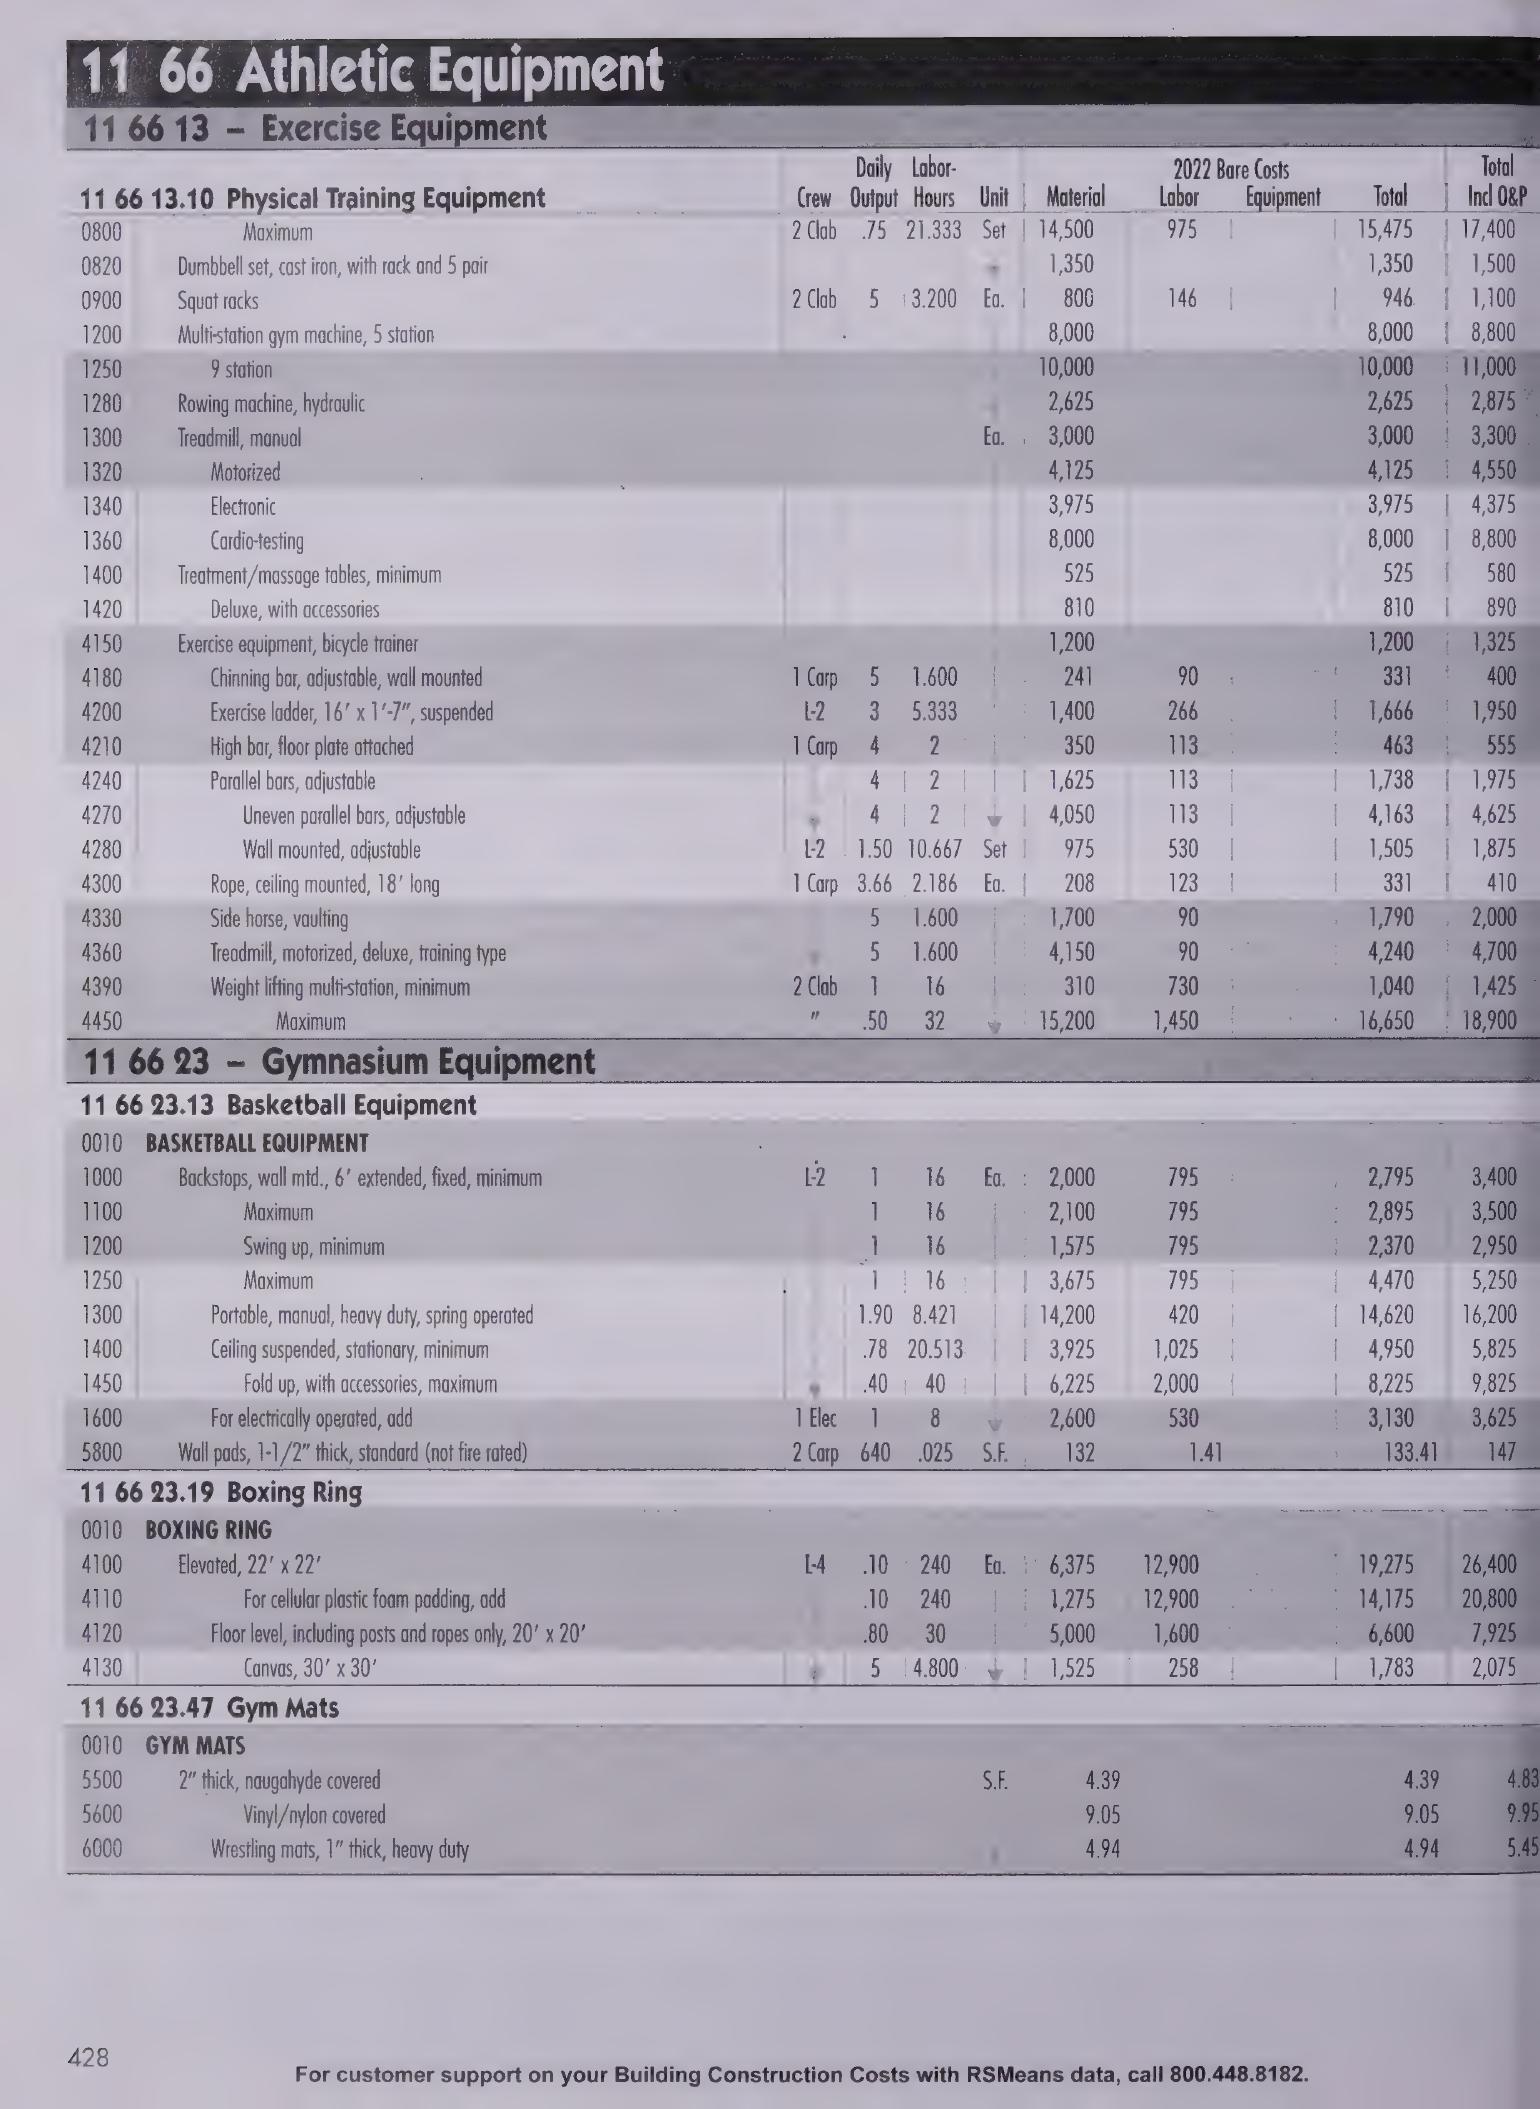 11 66 Athletic Equipment
11 66 13 – Exercise Equipment
Daily Labor- 2022 Bare Costs Total
11 66 13.10 Physical Training Equipment Crew Output Hours Unit Material Labor Equipment Total Incl O&P
0800 Maximum 2 Clab .75 21.333 Set 14,500 975 15,475 17,400
0820 Dumbbell set, cast iron, with rack and 5 pair 1,350 1,350 1,500
0900 Squat racks 2 Clab 5 3.200 Ea. 800 146 946 1,100
1200 Multi-station gym machine, 5 station 8,000 8,000 8,800
1250 9 station 10,000 10,000 11,000
1280 Rowing machine, hydraulic 2,625 2,625 2,875
1300 Treadmill, manual Ea. 3,000 3,000 3,300
1320 Motorized 4,125 4,125 4,550
1340 Electronic 3,975 3,975 4,375
1360 Cardio-testing 8,000 8,000 8,800
1400 Treatment/massage tables, minimum 525 525 580
1420 Deluxe, with accessories 810 810 890
4150 Exercise equipment, bicycle trainer 1,200 1,200 1,325
4180 Chinning bar, adjustable, wall mounted 1 Carp 5 1.600 241 90 331 400
4200 Exercise ladder, 16' x 1'-7", suspended L-2 3 5.333 1,400 266 1,666 1,950
4210 High bar, floor plate attached 1 Carp 4 2 350 113 463 555
4240 Parallel bars, adjustable 4 2 1,625 113 1,738 1,975
4270 Uneven parallel bars, adjustable 4 2 4,050 113 4,163 4,625
4280 Wall mounted, adjustable L-2 1.50 10.667 Set 975 530 1,505 1,875
4300 Rope, ceiling mounted, 18' long 1 Carp 3.66 2.186 Ea. 208 123 331 410
4330 Side horse, vaulting 5 1.600 1,700 90 1,790 2,000
4360 Treadmill, motorized, deluxe, training type 5 1.600 4,150 90 4,240 4,700
4390 Weight lifting multi-station, minimum 2 Clab 1 16 310 730 1,040 1,425
4450 Maximum " .50 32 15,200 1,450 16,650 18,900
11 66 23 – Gymnasium Equipment
11 66 23.13 Basketball Equipment
0010 BASKETBALL EQUIPMENT
1000 Backstops, wall mtd., 6' extended, fixed, minimum L-2 1 16 Ea. 2,000 795 2,795 3,400
1100 Maximum 1 16 2,100 795 2,895 3,500
1200 Swing up, minimum 1 16 1,575 795 2,370 2,950
1250 Maximum 1 16 3,675 795 4,470 5,250
1300 Portable, manual, heavy duty, spring operated 1.90 8.421 14,200 420 14,620 16,200
1400 Ceiling suspended, stationary, minimum .78 20.513 3,925 1,025 4,950 5,825
1450 Fold up, with accessories, maximum .40 40 6,225 2,000 8,225 9,825
1600 For electrically operated, add 1 Elec 1 8 2,600 530 3,130 3,625
5800 Wall pads, 1-1/2" thick, standard (not fire rated) 2 Carp 640 .025 S.F. 132 1.41 133.41 147
11 66 23.19 Boxing Ring
0010 BOXING RING
4100 Elevated, 22' x 22' L-4 .10 240 Ea. 6,375 12,900 19,275 26,400
4110 For cellular plastic foam padding, add .10 240 1,275 12,900 14,175 20,800
4120 Floor level, including posts and ropes only, 20' x 20' .80 30 5,000 1,600 6,600 7,925
4130 Canvas, 30' x 30' 5 4.800 1,525 258 1,783 2,075
11 66 23.47 Gym Mats
0010 GYM MATS
5500 2" thick, naugahyde covered S.F. 4.39 4.39 4.83
5600 Vinyl/nylon covered 9.05 9.05 9.95
6000 Wrestling mats, 1" thick, heavy duty 4.94 4.94 5.45
428
For customer support on your Building Construction Costs with RSMeans data, call 800.448.8182.